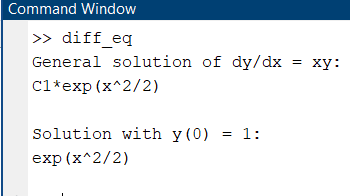 Command Window
>> diff_eq
General solution of dy/dx = xy:
C1*exp(x^2/2)
Solution with y(0) = 1:
exp(x^2/2)